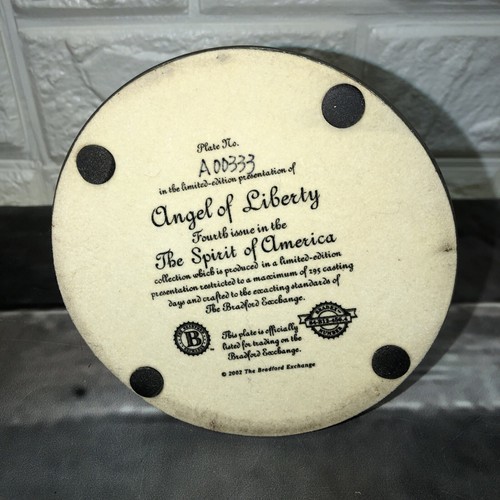 Plate No.
A00333
in the limited-edition presentation of
Angel of Liberty
Fourth issue in the
The Spirit of America
collection which is produced in a limited-edition
presentation restricted to a maximum of 295 casting
days and crafted to the exacting standards of
The Bradford Exchange.
B
This plate is officially
listed for trading on the
Bradford Exchange.
© 2002 The Bradford Exchange